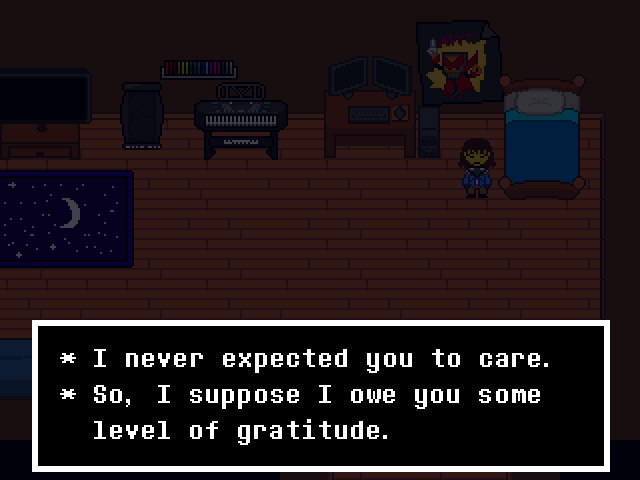 * I never expected you to care.
* So, I suppose I owe you some
level of gratitude.